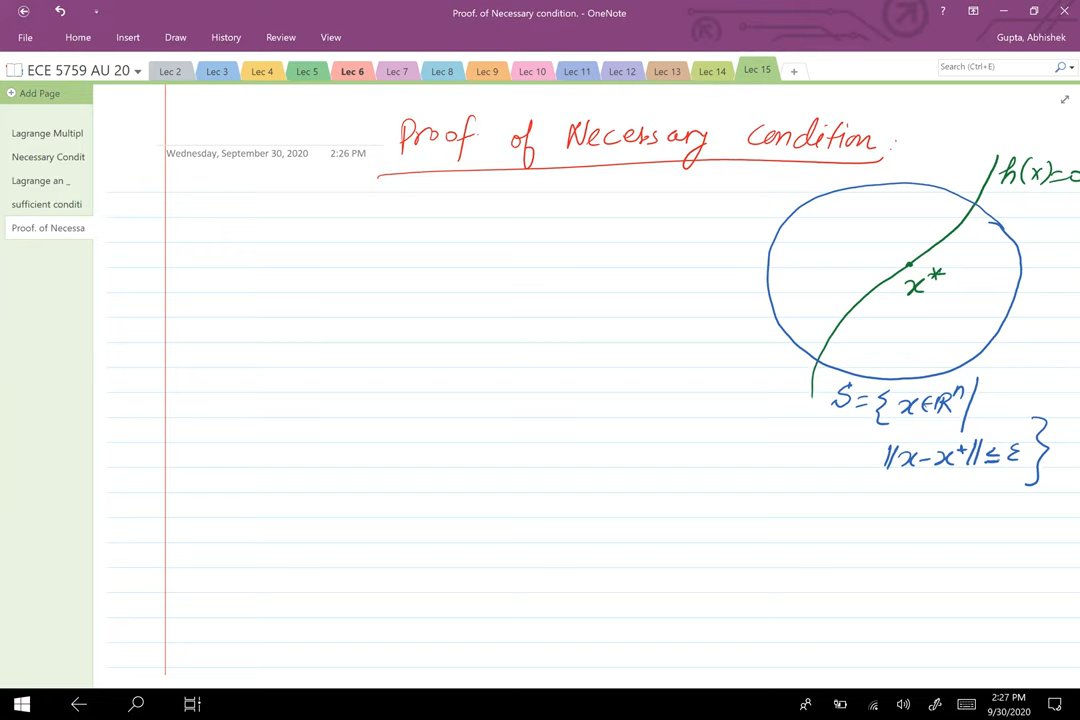 Proof. of Necessary condition. - OneNote
?
File
Home
Insert
Draw
History
Review
View
Gupta, Abhishek
ECE 5759 AU 20
Lec 2
Lec 3
Lec 4
Lec 5
Lec 6
Lec 7
Lec 8
Lec 9
Lec 10
Lec 11
Lec 12
Lec 13
Lec 14
Lec 15
+
Search (Ctrl+E)
Add Page
Lagrange Multipl
Necessary Condit
Lagrange an _
sufficient conditi
Proof. of Necessa
Proof. of Necessary Condition.
Wednesday, September 30, 2020 2:26 PM
h(x)=0
x*
S = { x ∈ ℝⁿ |
||x - x*|| ≤ ε }
2:27 PM
9/30/2020